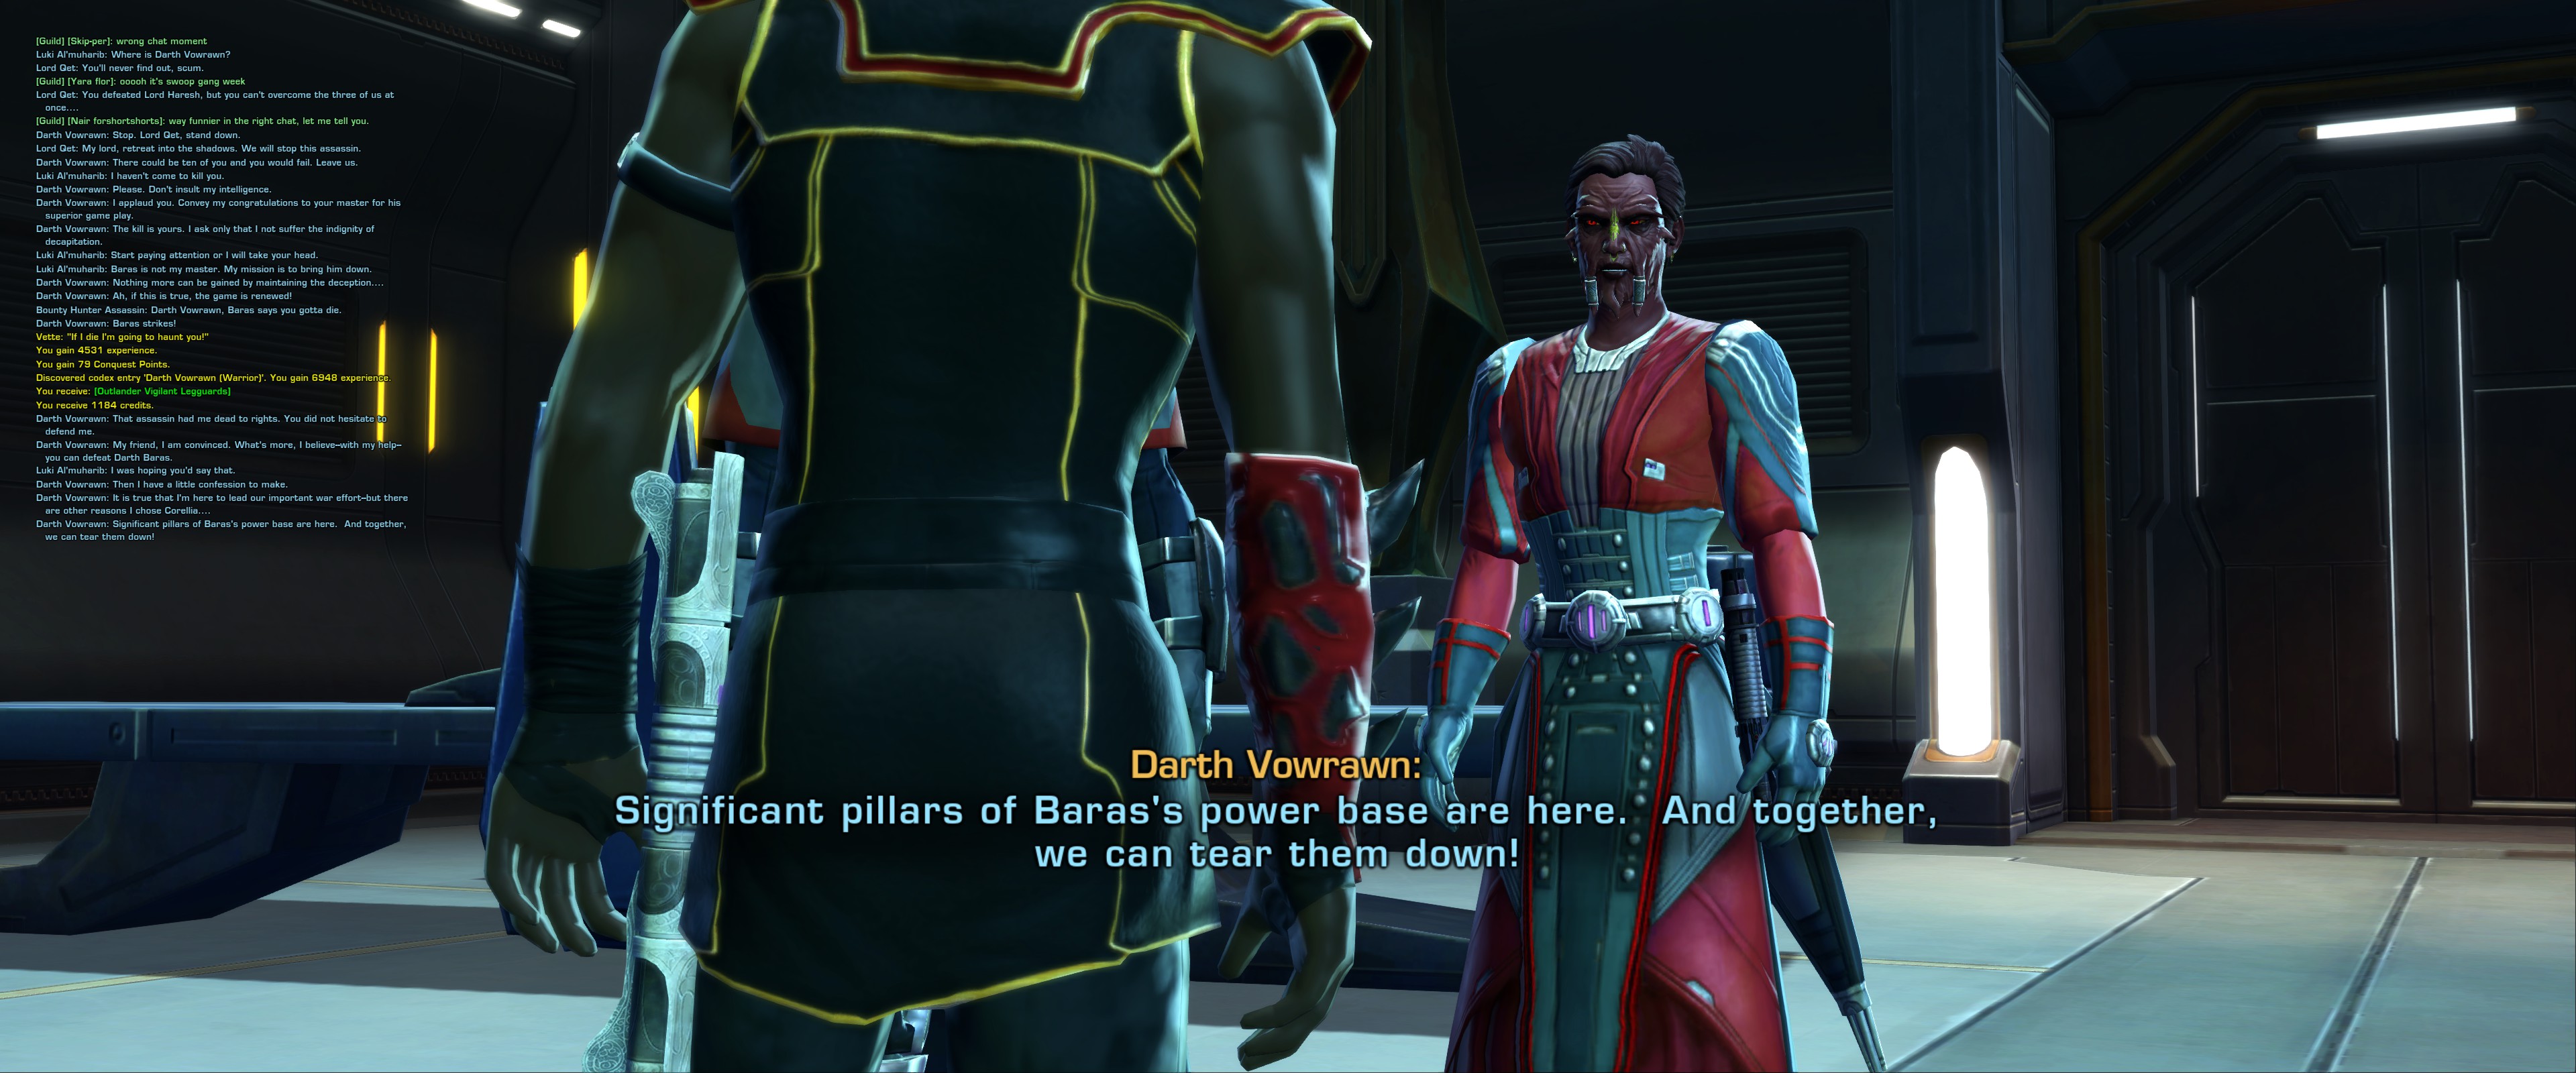 [Guild] [Skip-per]: wrong chat moment
Luki Al'muharib: Where is Darth Vowrawn?
Lord Qet: You'll never find out, scum.
[Guild] [Yara flor]: ooooh it's swoop gang week
Lord Qet: You defeated Lord Haresh, but you can't overcome the three of us at
once....
[Guild] [Nair forshortshorts]: way funnier in the right chat, let me tell you.
Darth Vowrawn: Stop. Lord Qet, stand down.
Lord Qet: My lord, retreat into the shadows. We will stop this assassin.
Darth Vowrawn: There could be ten of you and you would fail. Leave us.
Luki Al'muharib: I haven't come to kill you.
Darth Vowrawn: Please. Don't insult my intelligence.
Darth Vowrawn: I applaud you. Convey my congratulations to your master for his
superior game play.
Darth Vowrawn: The kill is yours. I ask only that I not suffer the indignity of
decapitation.
Luki Al'muharib: Start paying attention or I will take your head.
Luki Al'muharib: Baras is not my master. My mission is to bring him down.
Darth Vowrawn: Nothing more can be gained by maintaining the deception....
Darth Vowrawn: Ah, if this is true, the game is renewed!
Bounty Hunter Assassin: Darth Vowrawn, Baras says you gotta die.
Darth Vowrawn: Baras strikes!
Vette: "If I die I'm going to haunt you!"
You gain 4531 experience.
You gain 79 Conquest Points.
Discovered codex entry 'Darth Vowrawn (Warrior)'. You gain 6948 experience.
You receive: [Outlander Vigilant Legguards]
You receive 1184 credits.
Darth Vowrawn: That assassin had me dead to rights. You did not hesitate to
defend me.
Darth Vowrawn: My friend, I am convinced. What's more, I believe--with my help--
you can defeat Darth Baras.
Luki Al'muharib: I was hoping you'd say that.
Darth Vowrawn: Then I have a little confession to make.
Darth Vowrawn: It is true that I'm here to lead our important war effort--but there
are other reasons I chose Corellia....
Darth Vowrawn: Significant pillars of Baras's power base are here.  And together,
we can tear them down!
Darth Vowrawn:
Significant pillars of Baras's power base are here.  And together,
we can tear them down!